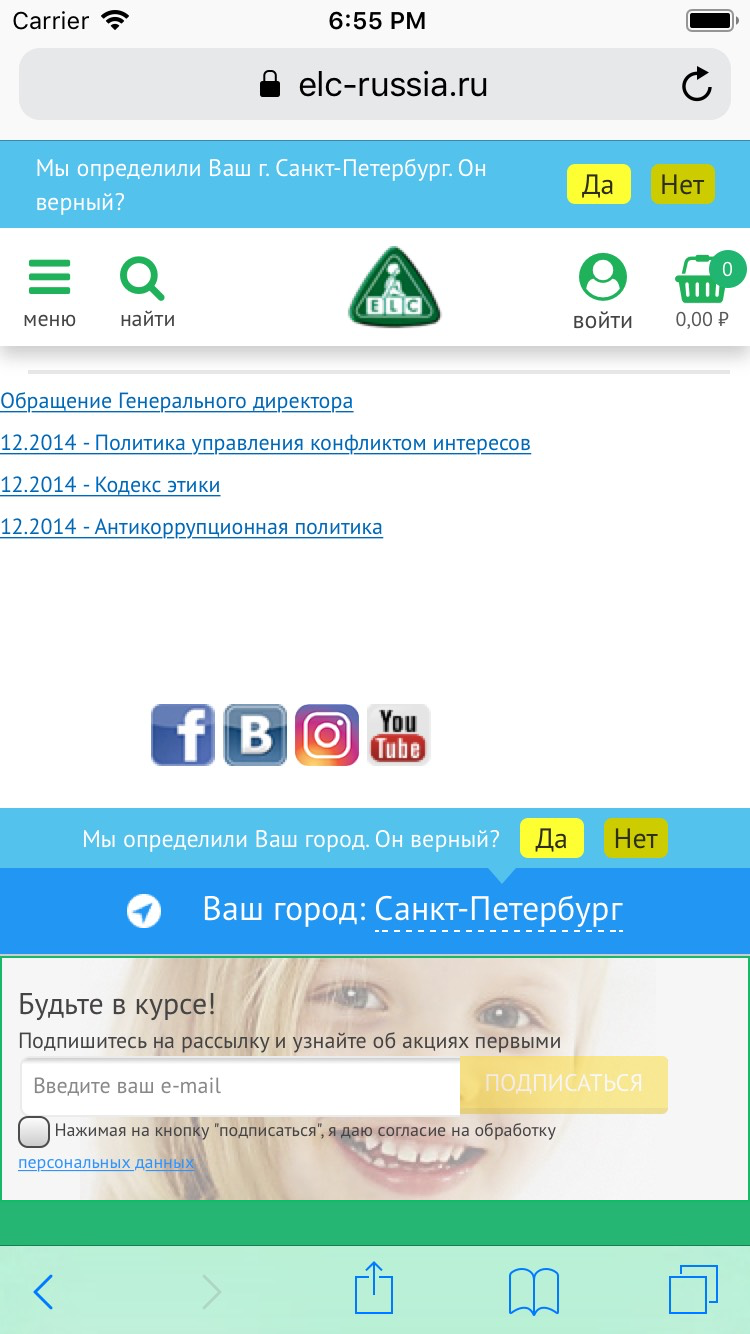 Carrier
6:55 PM
elc-russia.ru
Мы определили Ваш г. Санкт-Петербург. Он
верный?
Да
Нет
меню
найти
ELC
войти
0
0,00 ₽
Обращение Генерального директора
12.2014 - Политика управления конфликтом интересов
12.2014 - Кодекс этики
12.2014 - Антикоррупционная политика
f
B
You
Tube
Мы определили Ваш город. Он верный?
Да
Нет
Ваш город: Санкт-Петербург
Будьте в курсе!
Подпишитесь на рассылку и узнайте об акциях первыми
Введите ваш e-mail
ПОДПИСАТЬСЯ
Нажимая на кнопку "подписаться", я даю согласие на обработку
персональных данных